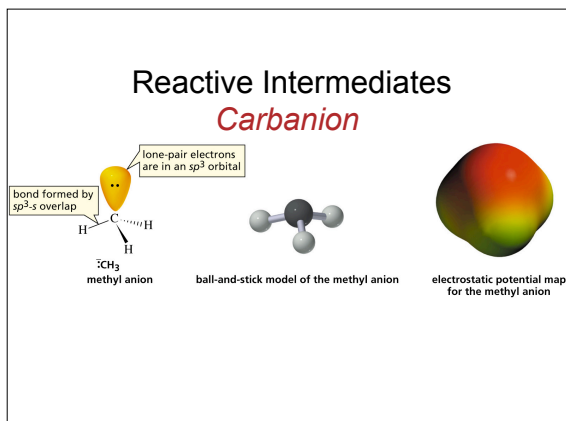 Reactive Intermediates
Carbanion
lone-pair electrons
are in an sp³ orbital
bond formed by
sp³-s overlap
C
H
H
H
:C̄H₃
methyl anion
ball-and-stick model of the methyl anion
electrostatic potential map
for the methyl anion